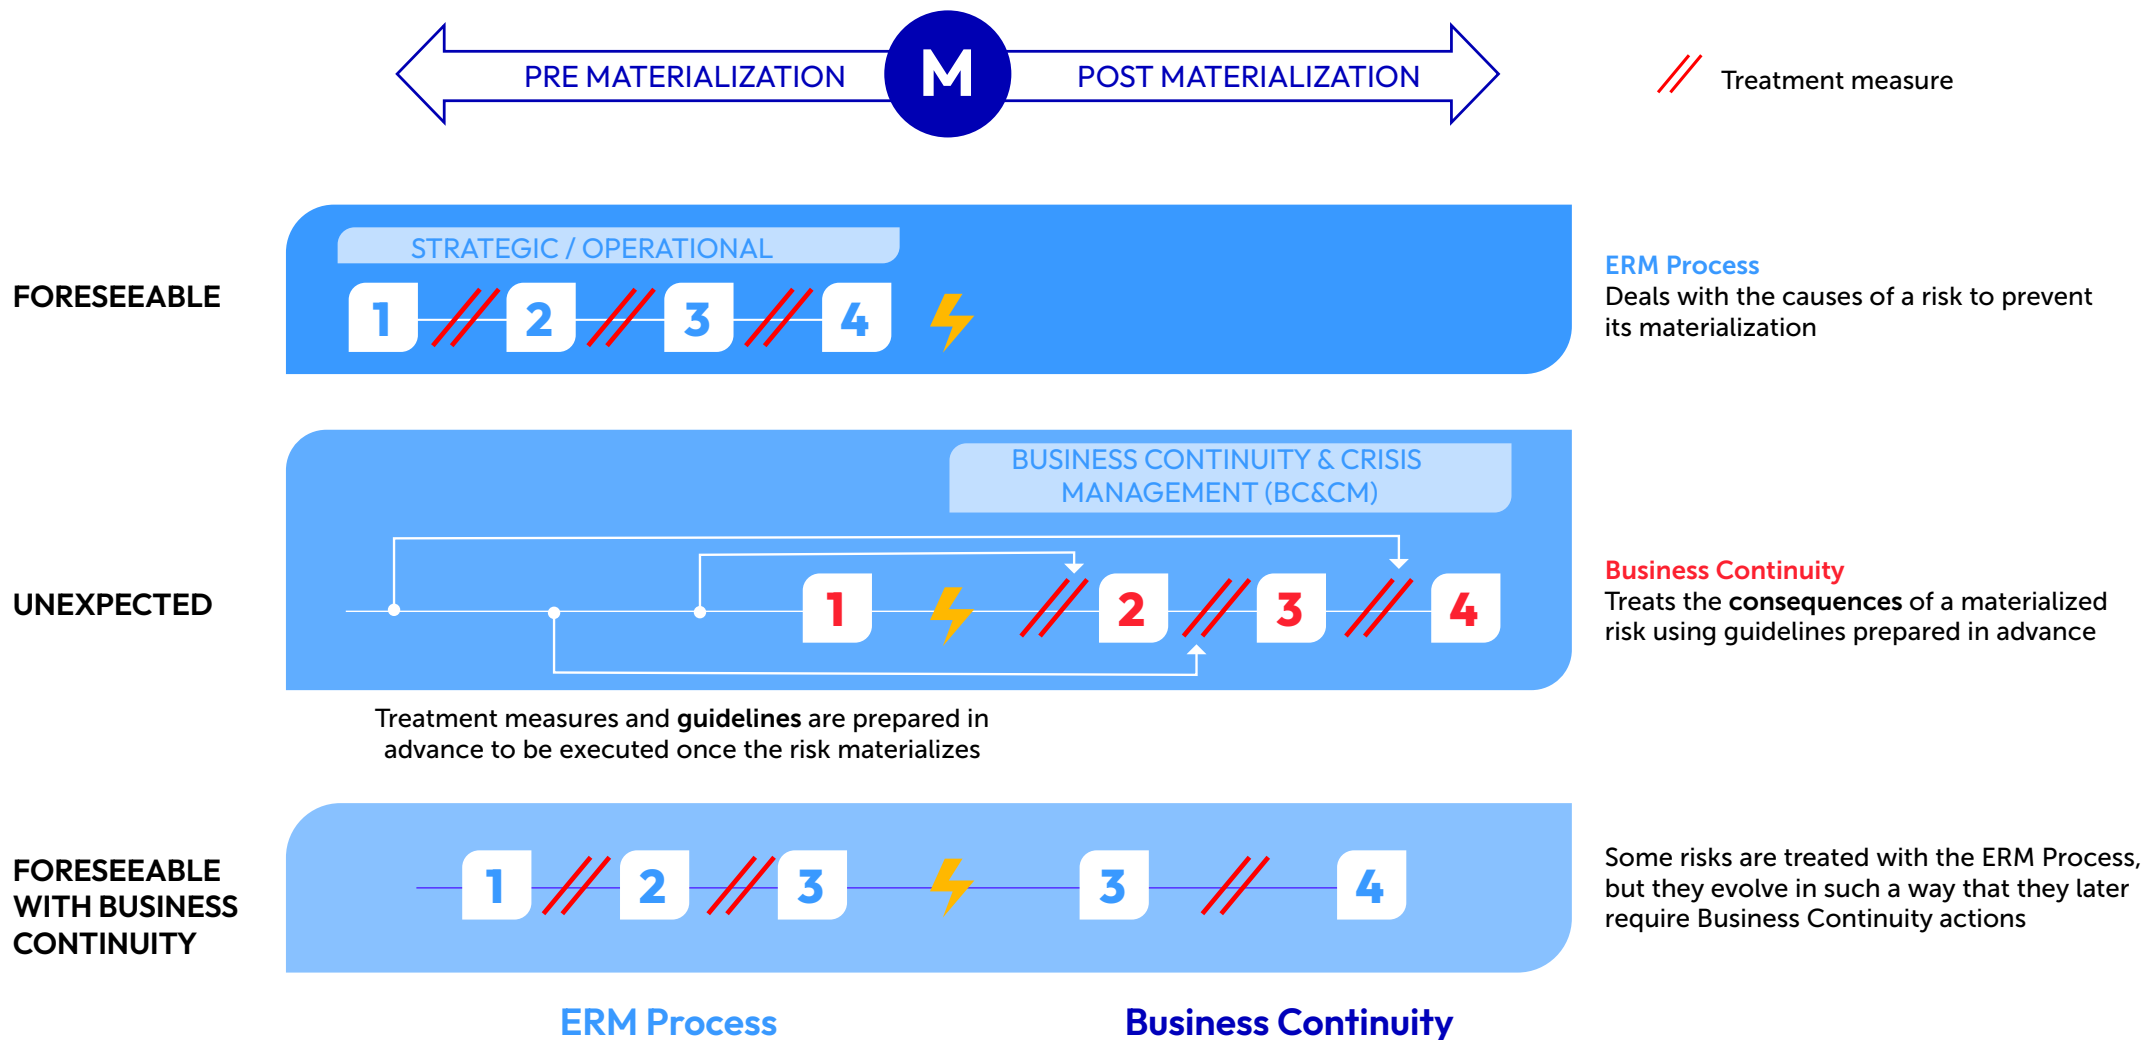 PRE MATERIALIZATION
M
POST MATERIALIZATION
Treatment measure
FORESEEABLE
STRATEGIC / OPERATIONAL
1 2 3 4
ERM Process
Deals with the causes of a risk to prevent
its materialization
UNEXPECTED
BUSINESS CONTINUITY & CRISIS
MANAGEMENT (BC&CM)
1 2 3 4
Business Continuity
Treats the consequences of a materialized
risk using guidelines prepared in advance
Treatment measures and guidelines are prepared in
advance to be executed once the risk materializes
FORESEEABLE
WITH BUSINESS
CONTINUITY
1 2 3 3 4
Some risks are treated with the ERM Process,
but they evolve in such a way that they later
require Business Continuity actions
ERM Process
Business Continuity